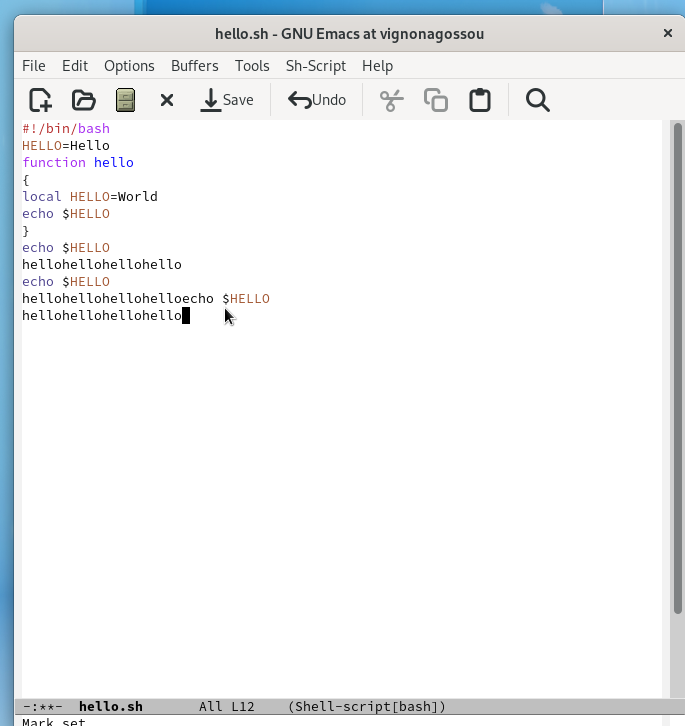 hello.sh - GNU Emacs at vignonagossou
File Edit Options Buffers Tools Sh-Script Help
Save Undo
#!/bin/bash
HELLO=Hello
function hello
{
local HELLO=World
echo $HELLO
}
echo $HELLO
hellohellohellohello
echo $HELLO
hellohellohellohelloecho $HELLO
hellohellohellohello
-:**- hello.sh All L12 (Shell-script[bash])
Mark set